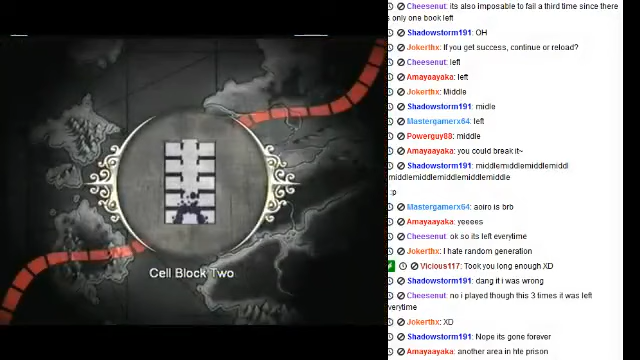 Cheesenut: its also imposable to fail a third time since there
s only one book left
Shadowstorm191: OH
Jokerthx: If you get success, continue or reload?
Cheesenut: left
Amayaayaka: left
Jokerthx: Middle
Shadowstorm191: midle
Mastergamerx64: left
Powerguy88: middle
Amayaayaka: you could break it~
Shadowstorm191: middlemiddlemiddlemiddl
middlemiddlemiddlemiddlemiddle
:p
Mastergamerx64: aoiro is brb
Amayaayaka: yeeees
Cheesenut: ok so its left everytime
Jokerthx: I hate random generation
Vicious117: Took you long enough XD
Shadowstorm191: dang if i was wrong
Cheesenut: no i played though this 3 times it was left
verytime
Jokerthx: XD
Shadowstorm191: Nope its gone forever
Amayaayaka: another area in hte prison
Cell Block Two